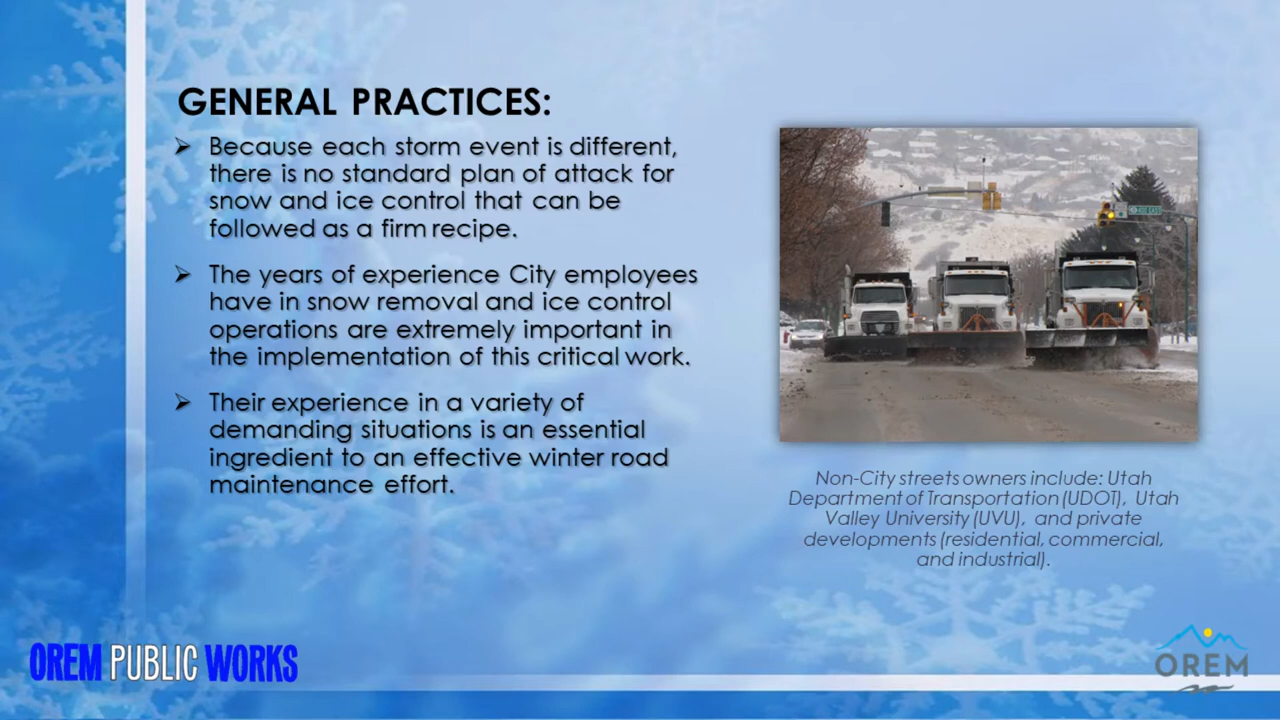 GENERAL PRACTICES:
➢ Because each storm event is different,
there is no standard plan of attack for
snow and ice control that can be
followed as a firm recipe.
➢ The years of experience City employees
have in snow removal and ice control
operations are extremely important in
the implementation of this critical work.
➢ Their experience in a variety of
demanding situations is an essential
ingredient to an effective winter road
maintenance effort.
Non-City streets owners include: Utah
Department of Transportation (UDOT), Utah
Valley University (UVU), and private
developments (residential, commercial,
and industrial).
OREM PUBLIC WORKS
OREM